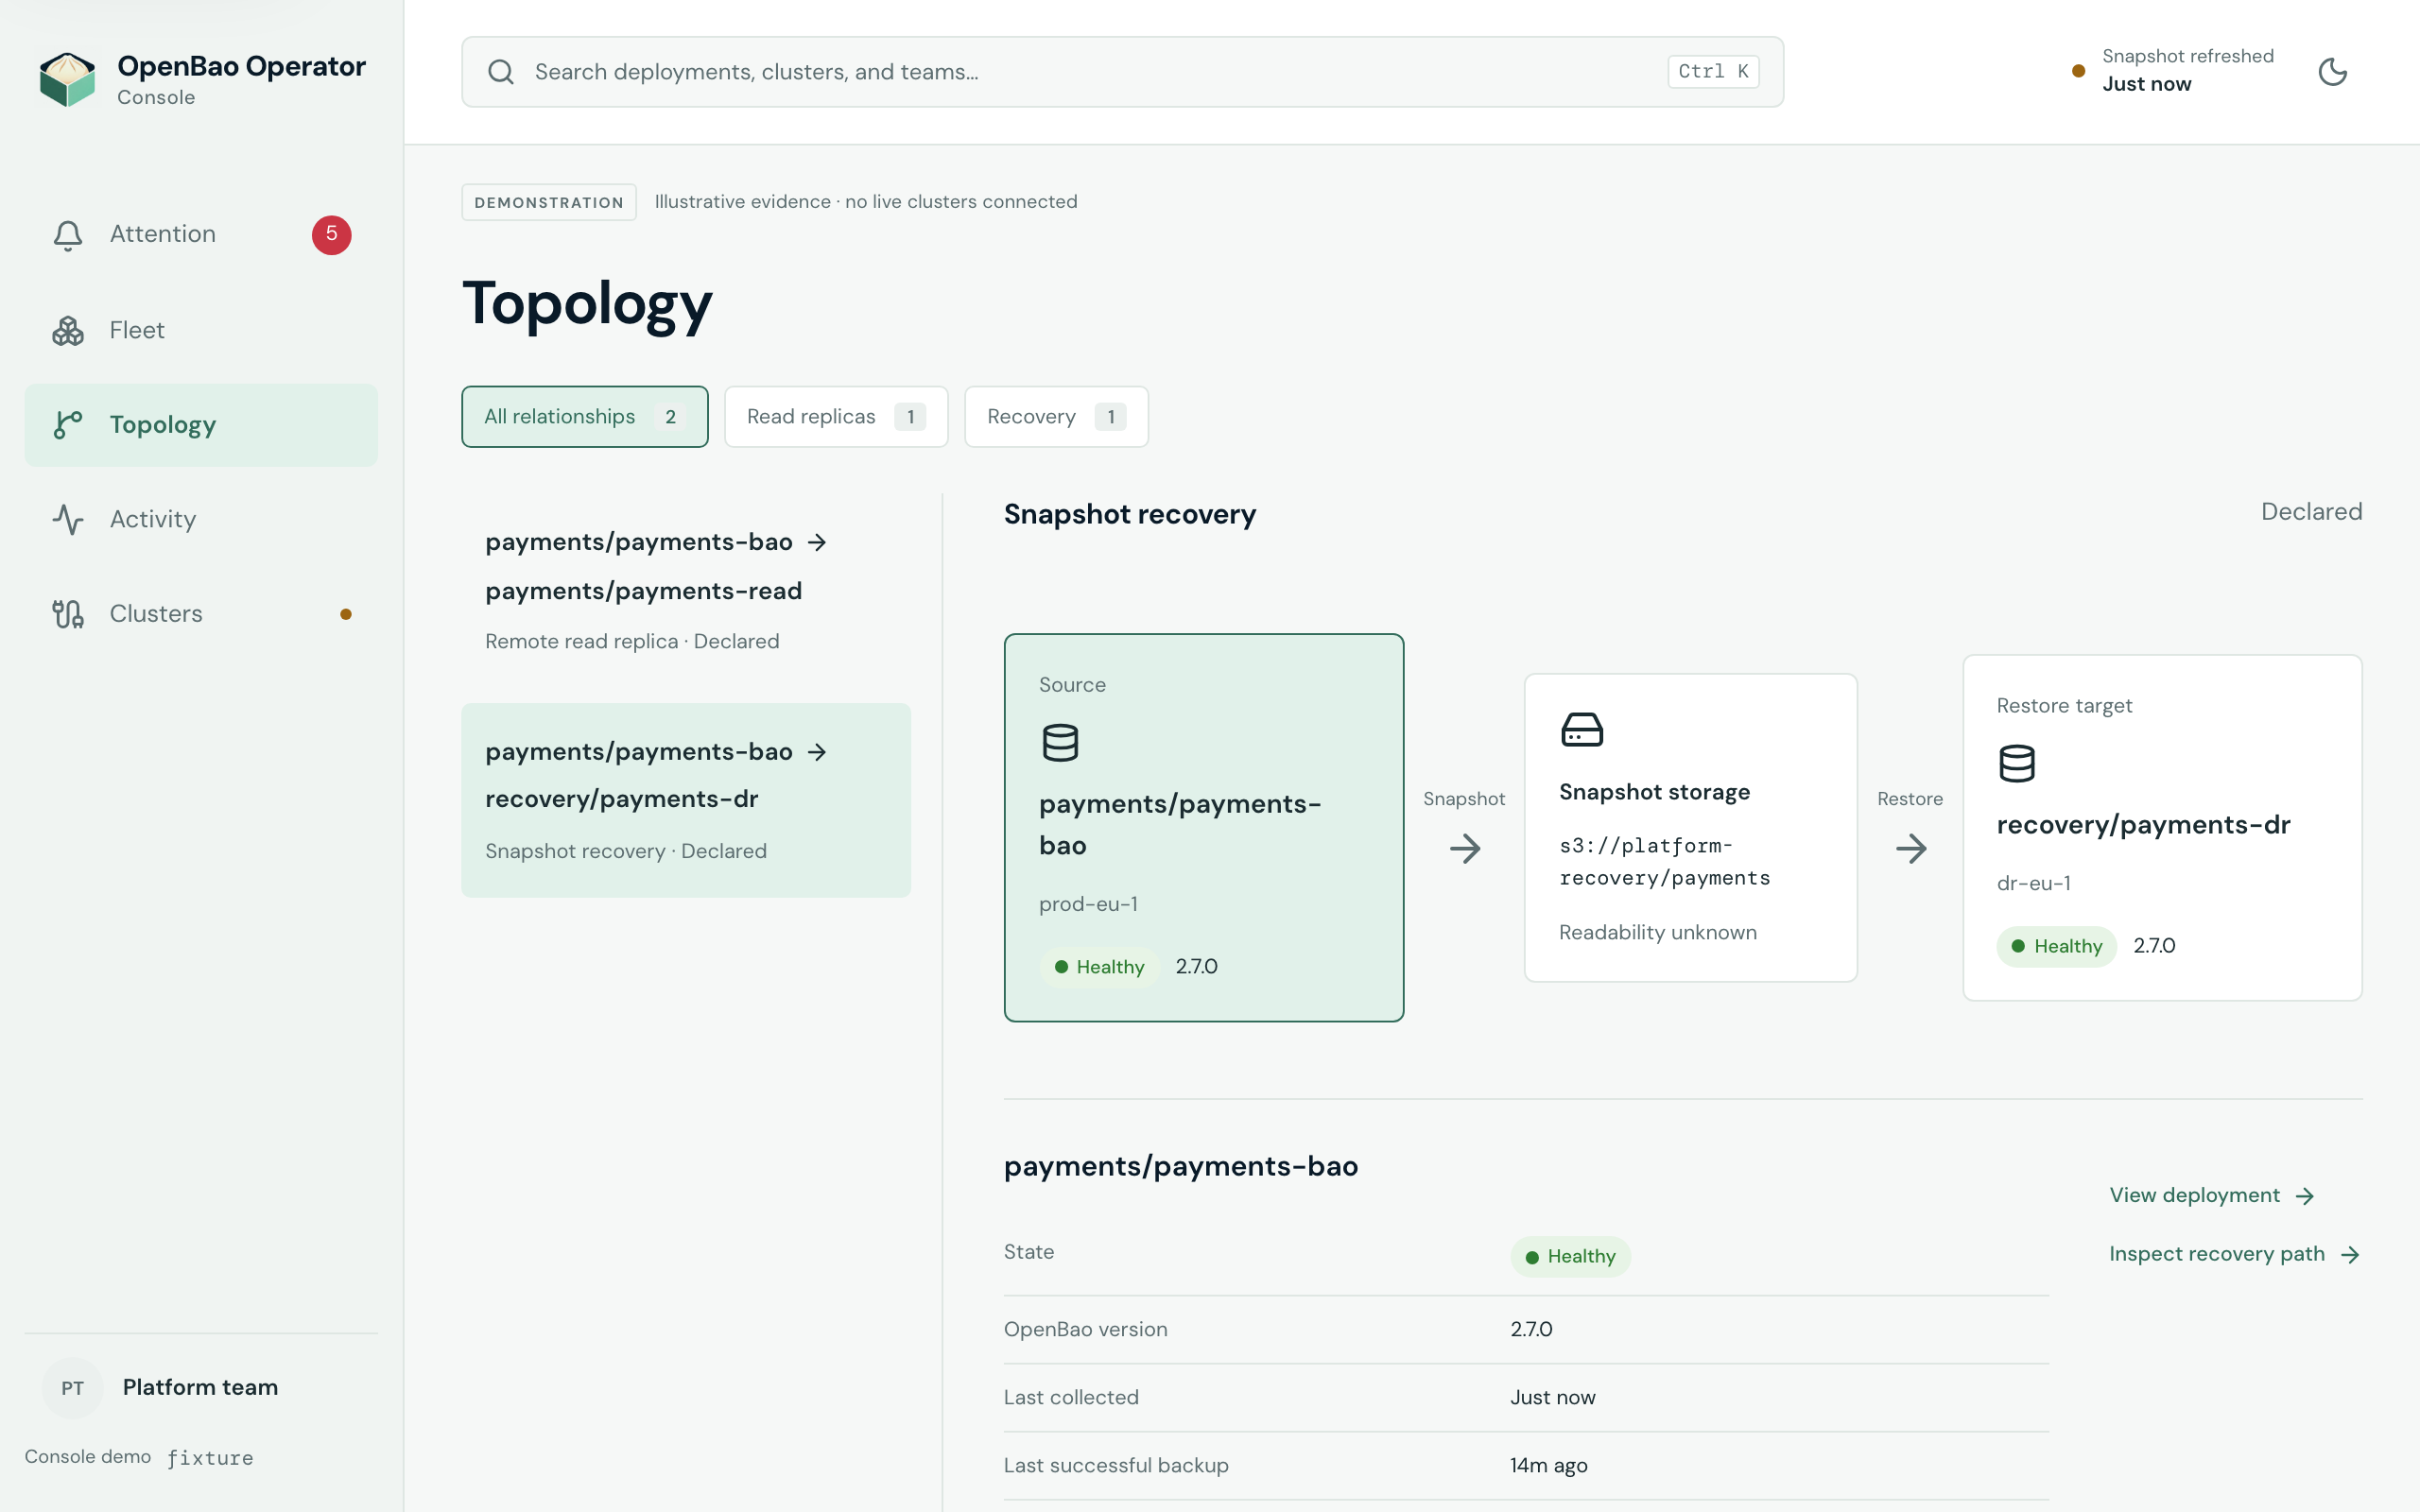 OpenBao Operator
Console
Attention
5
Fleet
Topology
Activity
Clusters
PT
Platform team
Console demo fixture
Search deployments, clusters, and teams...
Ctrl K
Snapshot refreshed
Just now
DEMONSTRATION
Illustrative evidence · no live clusters connected
Topology
All relationships 2
Read replicas 1
Recovery 1
payments/payments-bao →
payments/payments-read
Remote read replica · Declared
payments/payments-bao →
recovery/payments-dr
Snapshot recovery · Declared
Snapshot recovery
Declared
Source
payments/payments-
bao
prod-eu-1
Healthy 2.7.0
Snapshot
→
Snapshot storage
s3://platform-
recovery/payments
Readability unknown
Restore
→
Restore target
recovery/payments-dr
dr-eu-1
Healthy 2.7.0
payments/payments-bao
View deployment →
Inspect recovery path →
State Healthy
OpenBao version 2.7.0
Last collected Just now
Last successful backup 14m ago